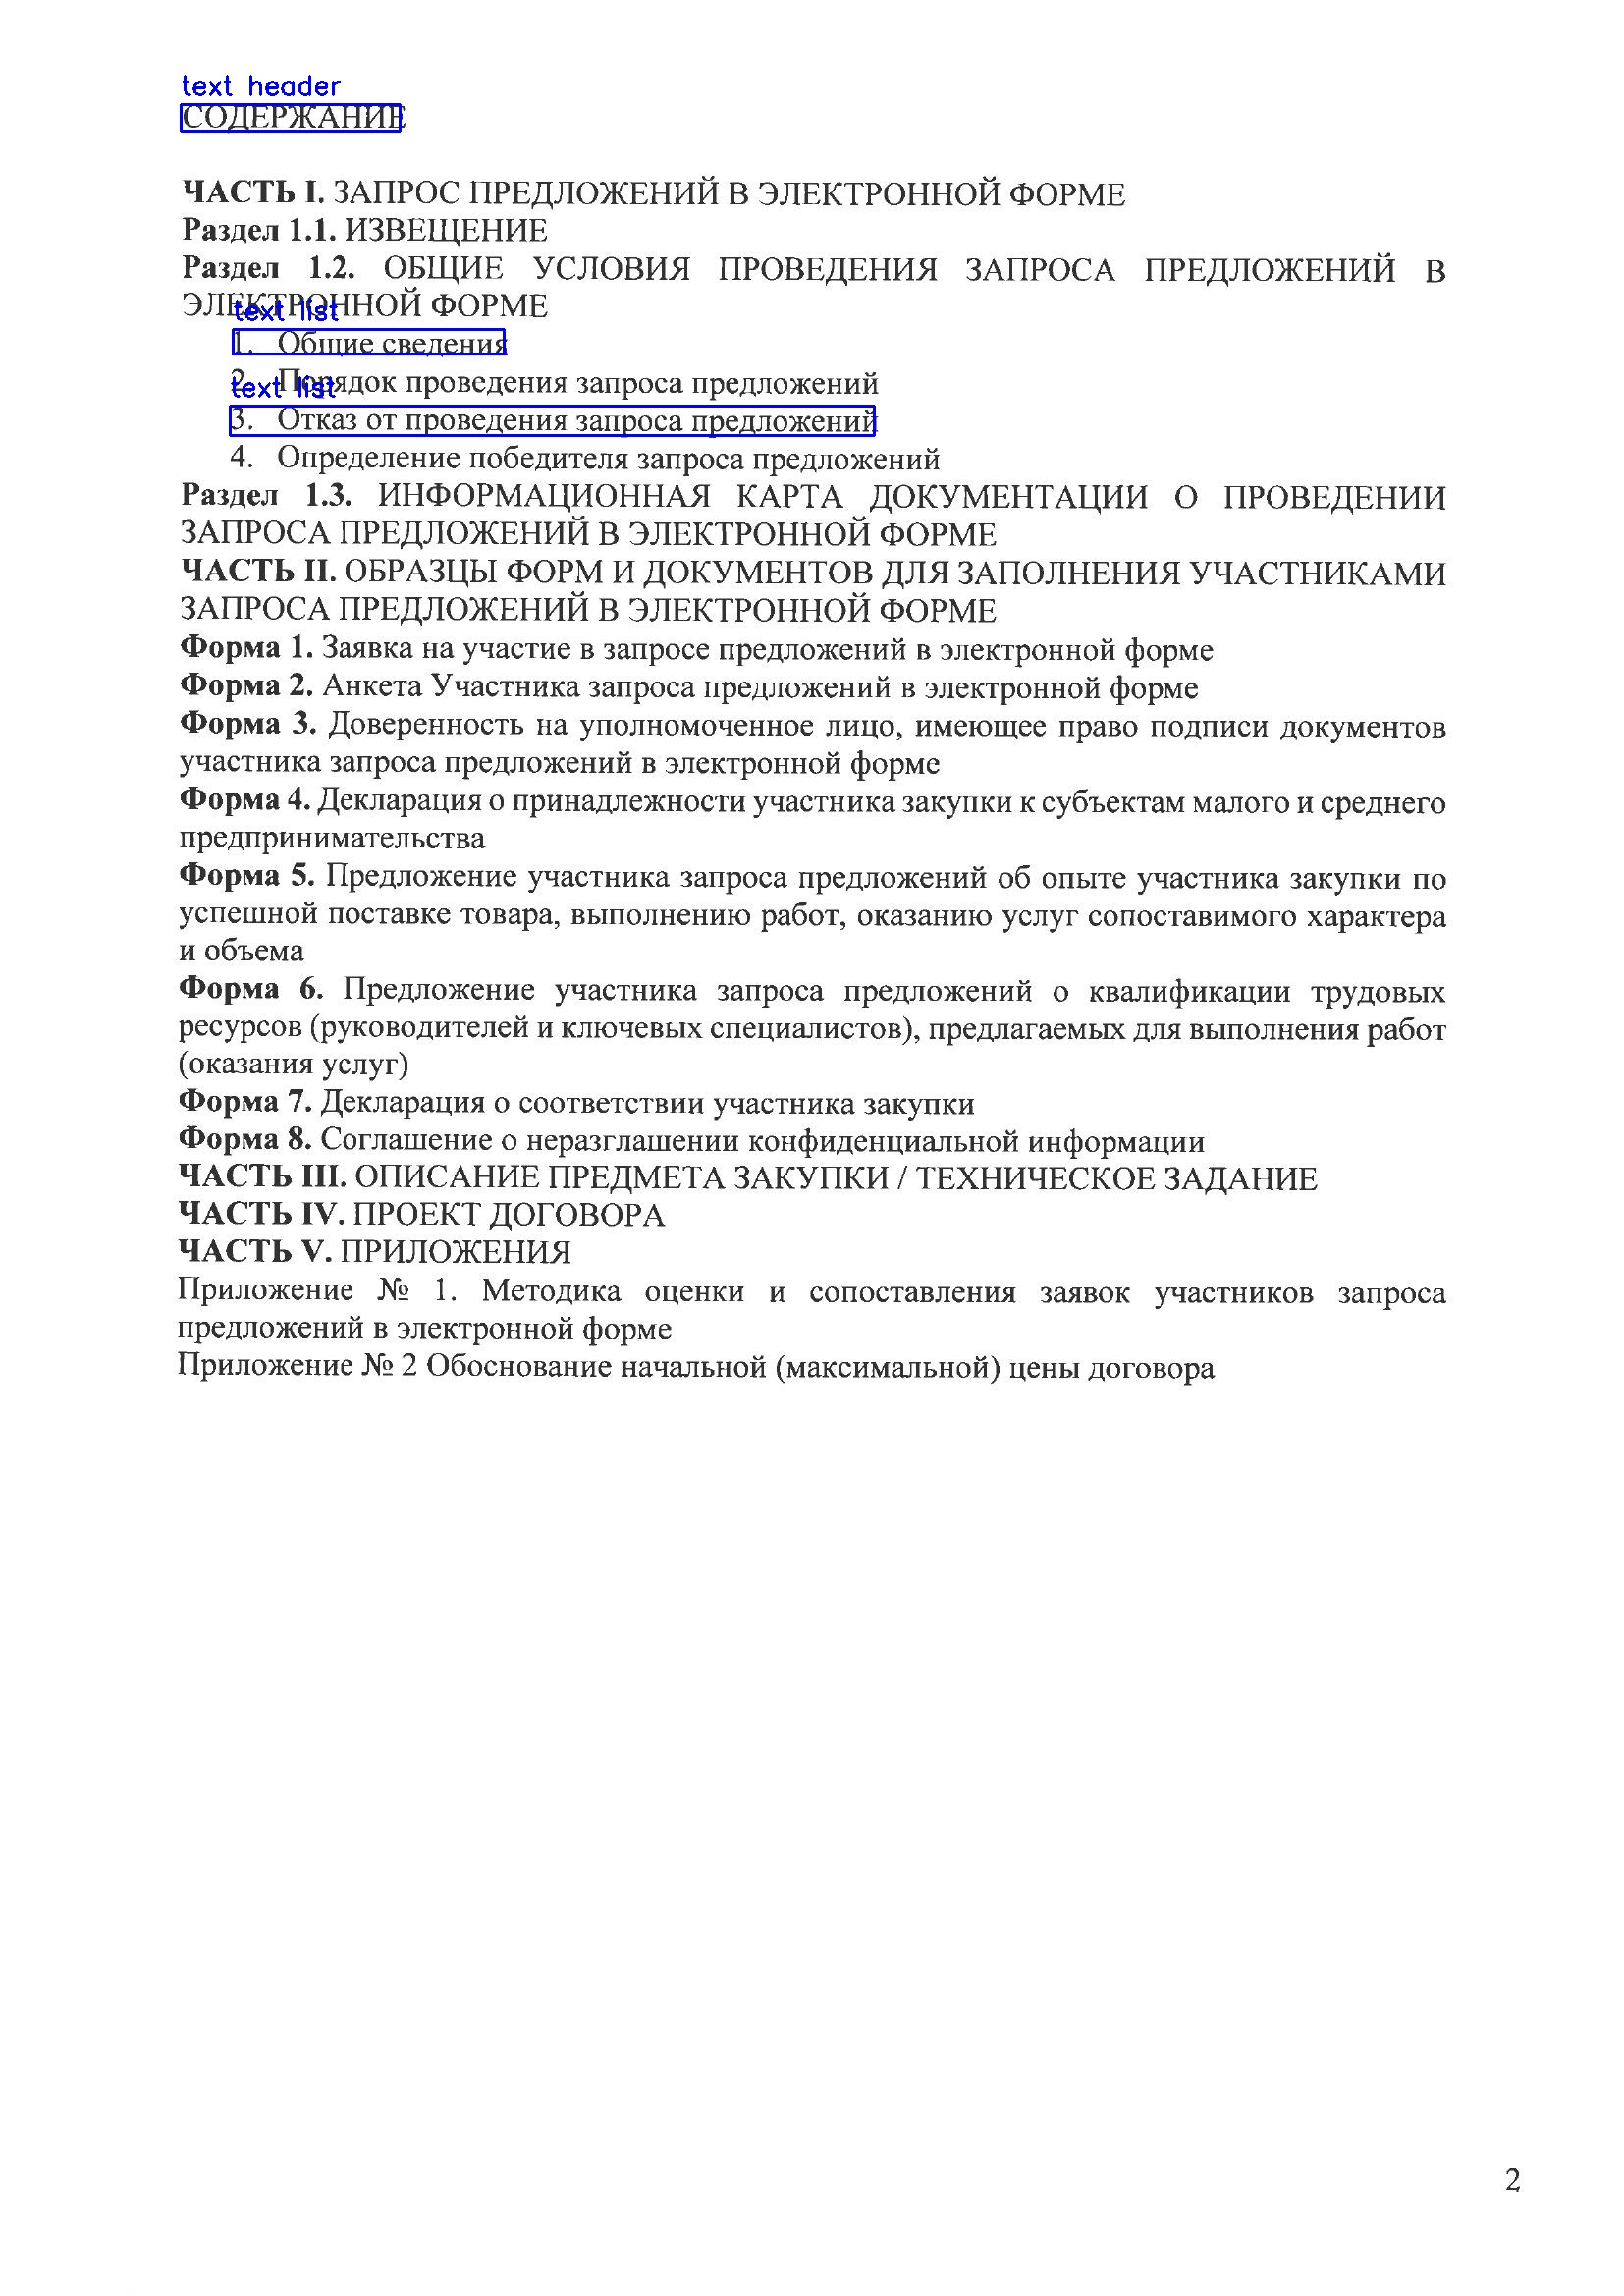 text header
СОДЕРЖАНИЕ
ЧАСТЬ I. ЗАПРОС ПРЕДЛОЖЕНИЙ В ЭЛЕКТРОННОЙ ФОРМЕ
Раздел 1.1. ИЗВЕЩЕНИЕ
Раздел 1.2. ОБЩИЕ УСЛОВИЯ ПРОВЕДЕНИЯ ЗАПРОСА ПРЕДЛОЖЕНИЙ В
ЭЛЕКТРОННОЙ ФОРМЕ
text list
1. Общие сведения
2. Порядок проведения запроса предложений
text list
3. Отказ от проведения запроса предложений
4. Определение победителя запроса предложений
Раздел 1.3. ИНФОРМАЦИОННАЯ КАРТА ДОКУМЕНТАЦИИ О ПРОВЕДЕНИИ
ЗАПРОСА ПРЕДЛОЖЕНИЙ В ЭЛЕКТРОННОЙ ФОРМЕ
ЧАСТЬ II. ОБРАЗЦЫ ФОРМ И ДОКУМЕНТОВ ДЛЯ ЗАПОЛНЕНИЯ УЧАСТНИКАМИ
ЗАПРОСА ПРЕДЛОЖЕНИЙ В ЭЛЕКТРОННОЙ ФОРМЕ
Форма 1. Заявка на участие в запросе предложений в электронной форме
Форма 2. Анкета Участника запроса предложений в электронной форме
Форма 3. Доверенность на уполномоченное лицо, имеющее право подписи документов
участника запроса предложений в электронной форме
Форма 4. Декларация о принадлежности участника закупки к субъектам малого и среднего
предпринимательства
Форма 5. Предложение участника запроса предложений об опыте участника закупки по
успешной поставке товара, выполнению работ, оказанию услуг сопоставимого характера
и объема
Форма 6. Предложение участника запроса предложений о квалификации трудовых
ресурсов (руководителей и ключевых специалистов), предлагаемых для выполнения работ
(оказания услуг)
Форма 7. Декларация о соответствии участника закупки
Форма 8. Соглашение о неразглашении конфиденциальной информации
ЧАСТЬ III. ОПИСАНИЕ ПРЕДМЕТА ЗАКУПКИ / ТЕХНИЧЕСКОЕ ЗАДАНИЕ
ЧАСТЬ IV. ПРОЕКТ ДОГОВОРА
ЧАСТЬ V. ПРИЛОЖЕНИЯ
Приложение № 1. Методика оценки и сопоставления заявок участников запроса
предложений в электронной форме
Приложение № 2 Обоснование начальной (максимальной) цены договора
2